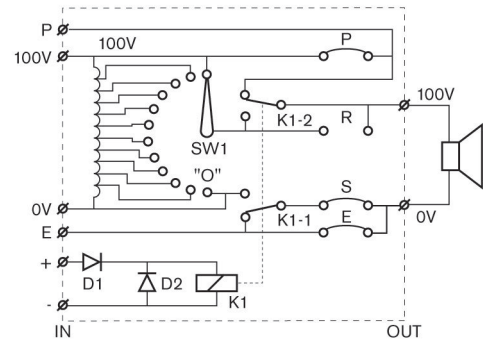 P
100V
100V
P
100V
K1-2
R
SW1
"O"
S
0V
K1-1
0V
E
E
+
D1
D2
K1
-
IN
OUT